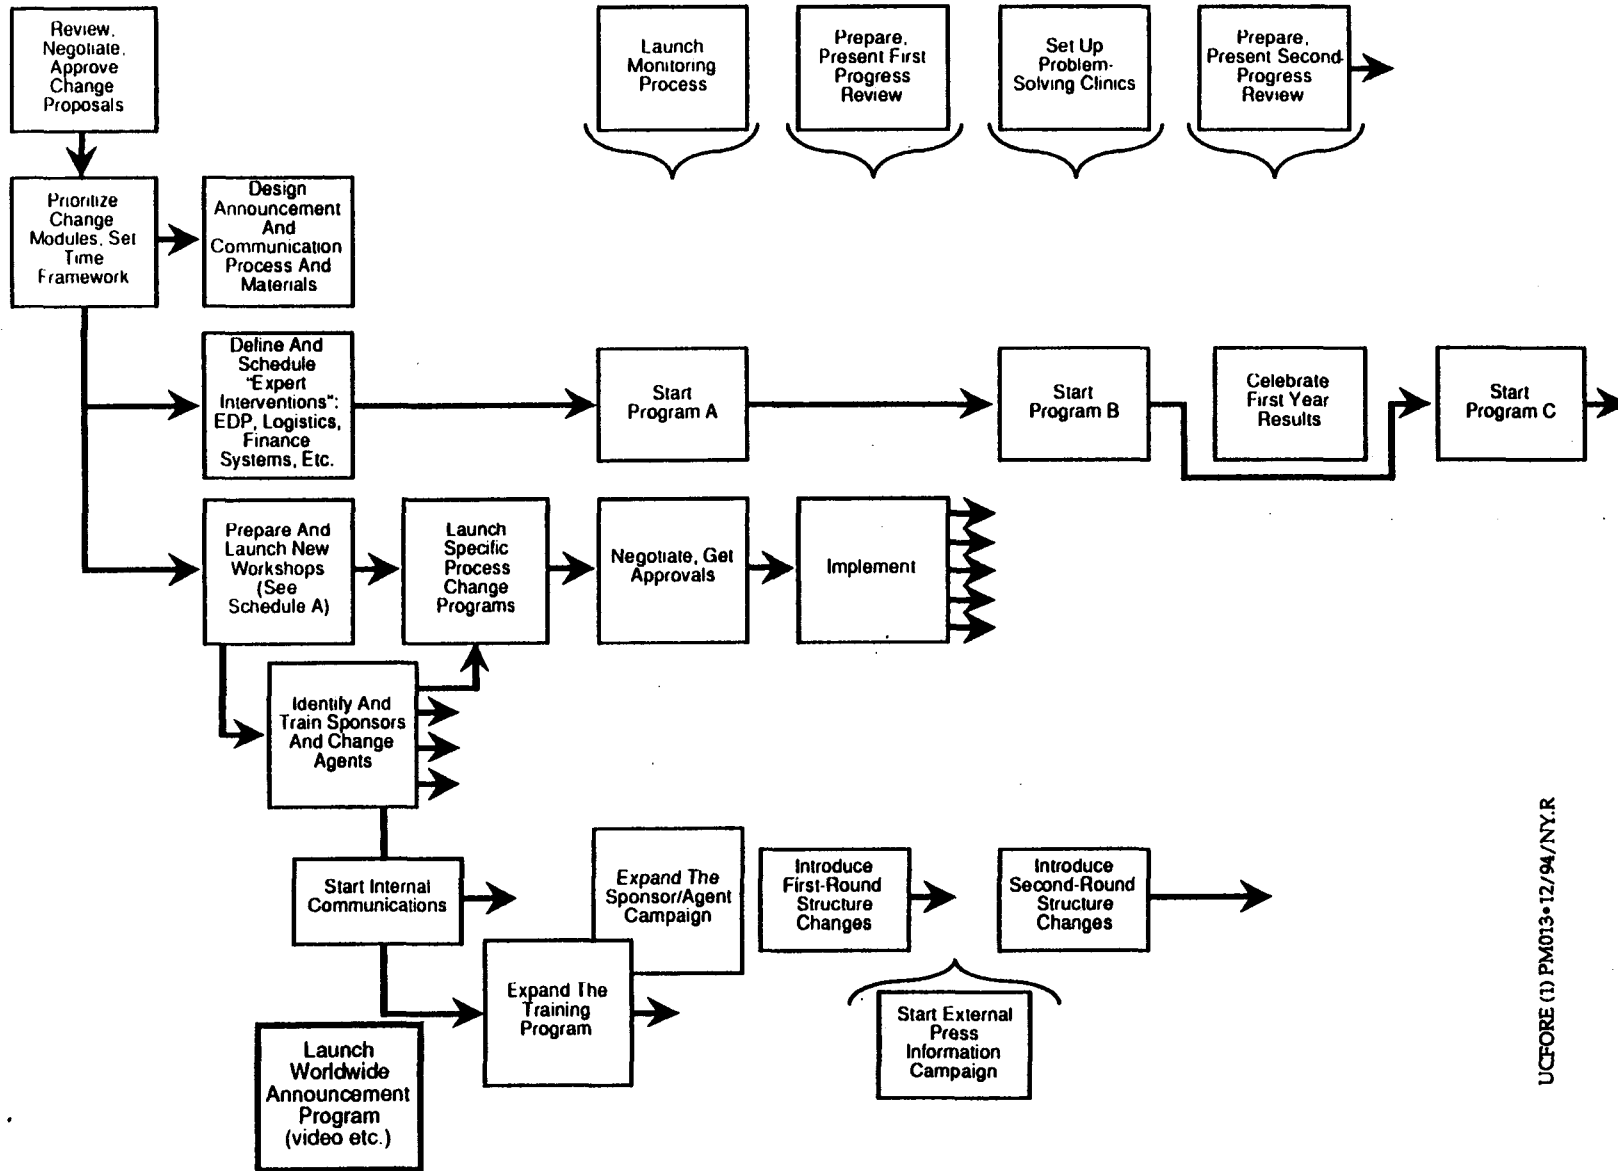 Review,
Negotiate,
Approve
Change
Proposals
Launch
Monitoring
Process
Prepare,
Present First
Progress
Review
Set Up
Problem-
Solving Clinics
Prepare,
Present Second-
Progress
Review
Prioritize
Change
Modules, Set
Time
Framework
Design
Announcement
And
Communication
Process And
Materials
Define And
Schedule
"Expert
Interventions":
EDP, Logistics,
Finance
Systems, Etc.
Start
Program A
Start
Program B
Celebrate
First Year
Results
Start
Program C
Prepare And
Launch New
Workshops
(See
Schedule A)
Launch
Specific
Process
Change
Programs
Negotiate, Get
Approvals
Implement
Identify And
Train Sponsors
And Change
Agents
Start Internal
Communications
Expand The
Sponsor/Agent
Campaign
Introduce
First-Round
Structure
Changes
Introduce
Second-Round
Structure
Changes
Expand The
Training
Program
Start External
Press
Information
Campaign
Launch
Worldwide
Announcement
Program
(video etc.)
UCFORE (1) PM013•12/94/NY.R